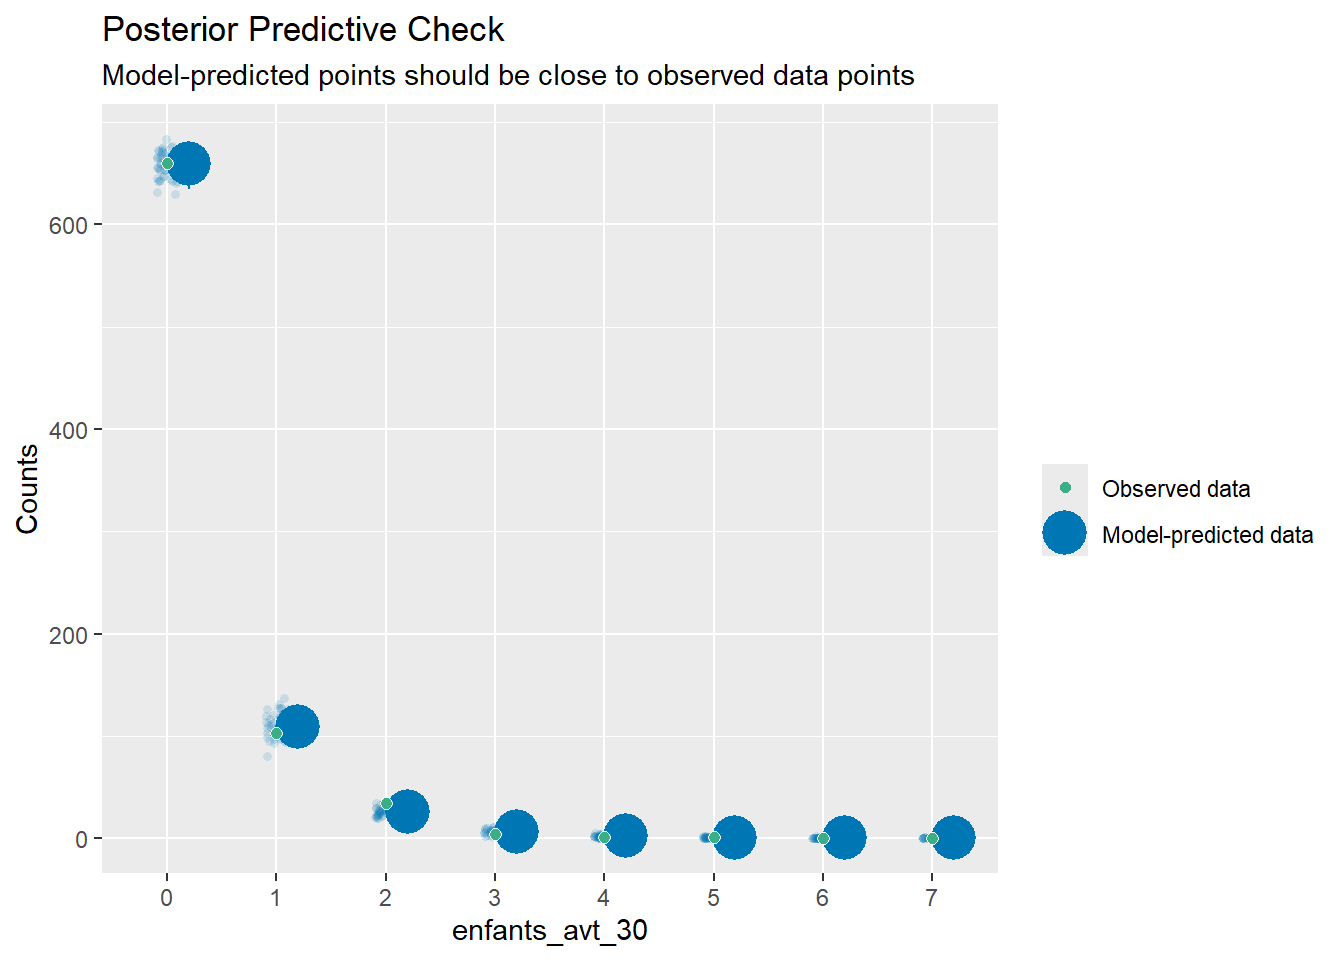 Posterior Predictive Check
Model-predicted points should be close to observed data points
Counts
600
400
200
0
0 1 2 3 4 5 6 7
enfants_avt_30
Observed data
Model-predicted data